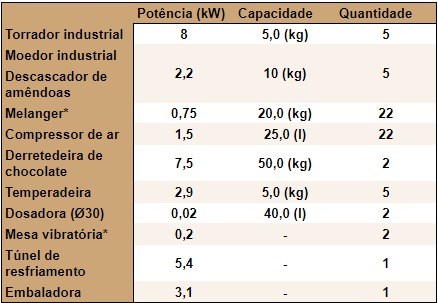 Potência (kW) Capacidade Quantidade
Torrador industrial 8 5,0 (kg) 5
Moedor industrial
Descascador de amêndoas 2,2 10 (kg) 5
Melanger* 0,75 20,0 (kg) 22
Compressor de ar 1,5 25,0 (l) 22
Derretedeira de chocolate 7,5 50,0 (kg) 2
Temperadeira 2,9 5,0 (kg) 5
Dosadora (Ø30) 0,02 40,0 (l) 2
Mesa vibratória* 0,2 - 2
Túnel de resfriamento 5,4 - 1
Embaladora 3,1 - 1